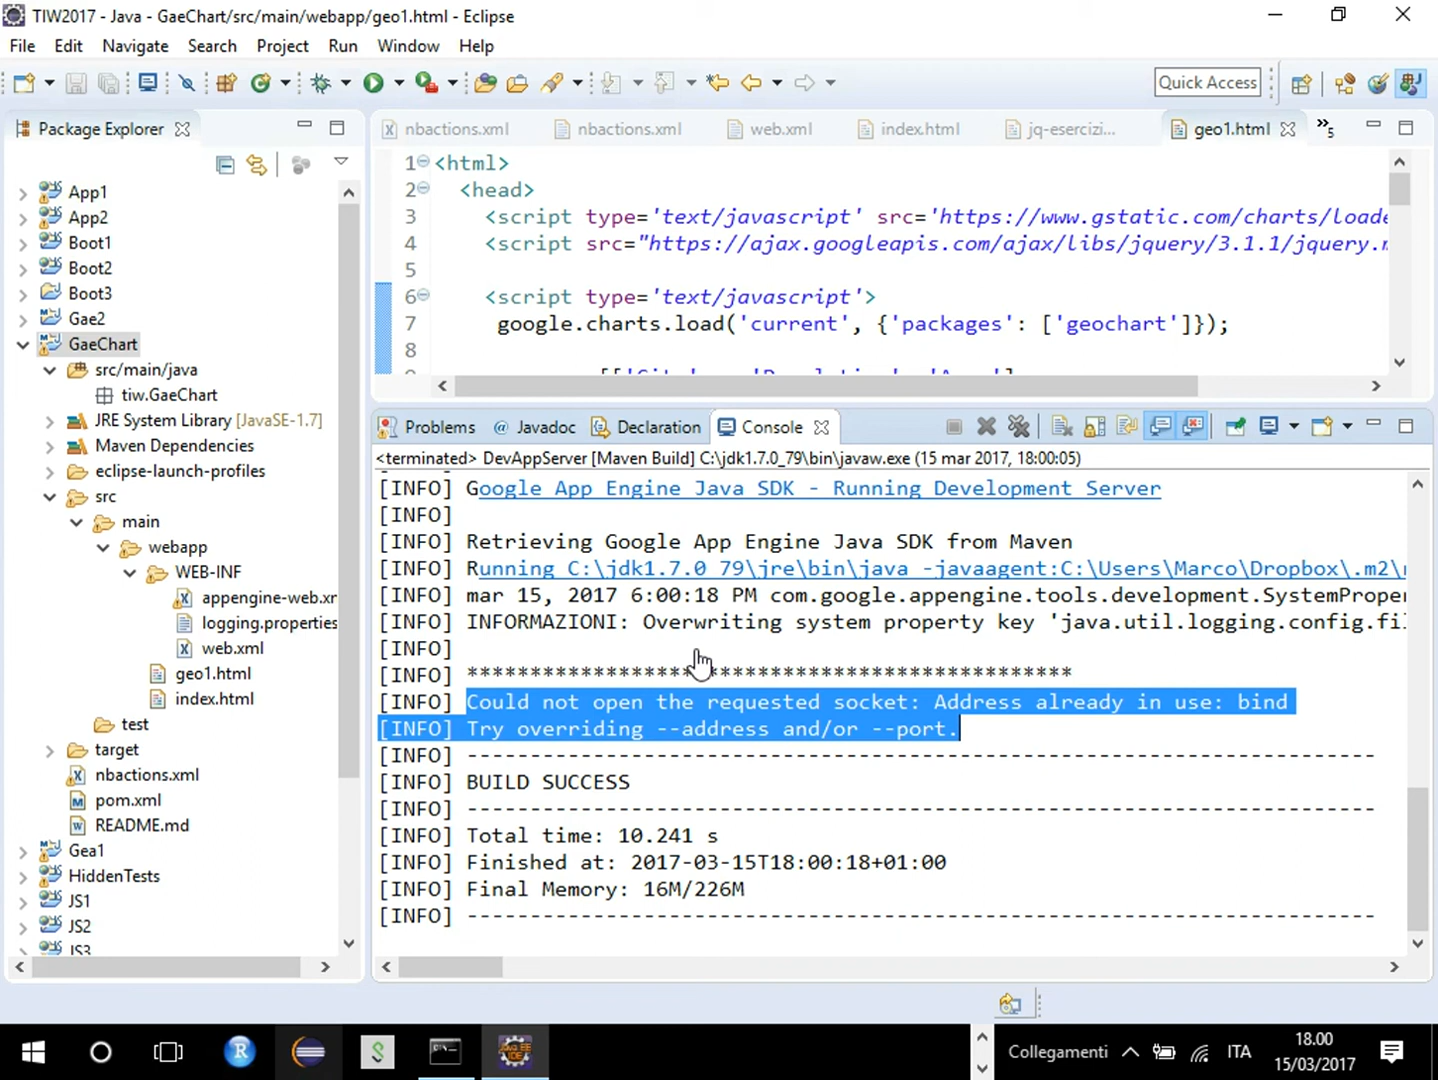 TIW2017 - Java - GaeChart/src/main/webapp/geo1.html - Eclipse
File Edit Navigate Search Project Run Window Help
Quick Access
Package Explorer
App1
App2
Boot1
Boot2
Boot3
Gae2
GaeChart
src/main/java
tiw.GaeChart
JRE System Library [JavaSE-1.7]
Maven Dependencies
eclipse-launch-profiles
src
main
webapp
WEB-INF
appengine-web.xr
logging.properties
web.xml
geo1.html
index.html
test
target
nbactions.xml
pom.xml
README.md
Gea1
HiddenTests
JS1
JS2
JS3
nbactions.xml nbactions.xml web.xml index.html jq-esercizi... geo1.html »5
1 <html>
2 <head>
3 <script type='text/javascript' src='https://www.gstatic.com/charts/loade
4 <script src="https://ajax.googleapis.com/ajax/libs/jquery/3.1.1/jquery.m
5
6 <script type='text/javascript'>
7 google.charts.load('current', {'packages': ['geochart']});
8
Problems @ Javadoc Declaration Console
<terminated> DevAppServer [Maven Build] C:\jdk1.7.0_79\bin\javaw.exe (15 mar 2017, 18:00:05)
[INFO] Google App Engine Java SDK - Running Development Server
[INFO]
[INFO] Retrieving Google App Engine Java SDK from Maven
[INFO] Running C:\jdk1.7.0_79\jre\bin\java -javaagent:C:\Users\Marco\Dropbox\.m2\r
[INFO] mar 15, 2017 6:00:18 PM com.google.appengine.tools.development.SystemProper
[INFO] INFORMAZIONI: Overwriting system property key 'java.util.logging.config.fil
[INFO]
[INFO] ************************************************
[INFO] Could not open the requested socket: Address already in use: bind
[INFO] Try overriding --address and/or --port.
[INFO] ------------------------------------------------------------------------
[INFO] BUILD SUCCESS
[INFO] ------------------------------------------------------------------------
[INFO] Total time: 10.241 s
[INFO] Finished at: 2017-03-15T18:00:18+01:00
[INFO] Final Memory: 16M/226M
[INFO] ------------------------------------------------------------------------
Collegamenti ITA
18.00
15/03/2017